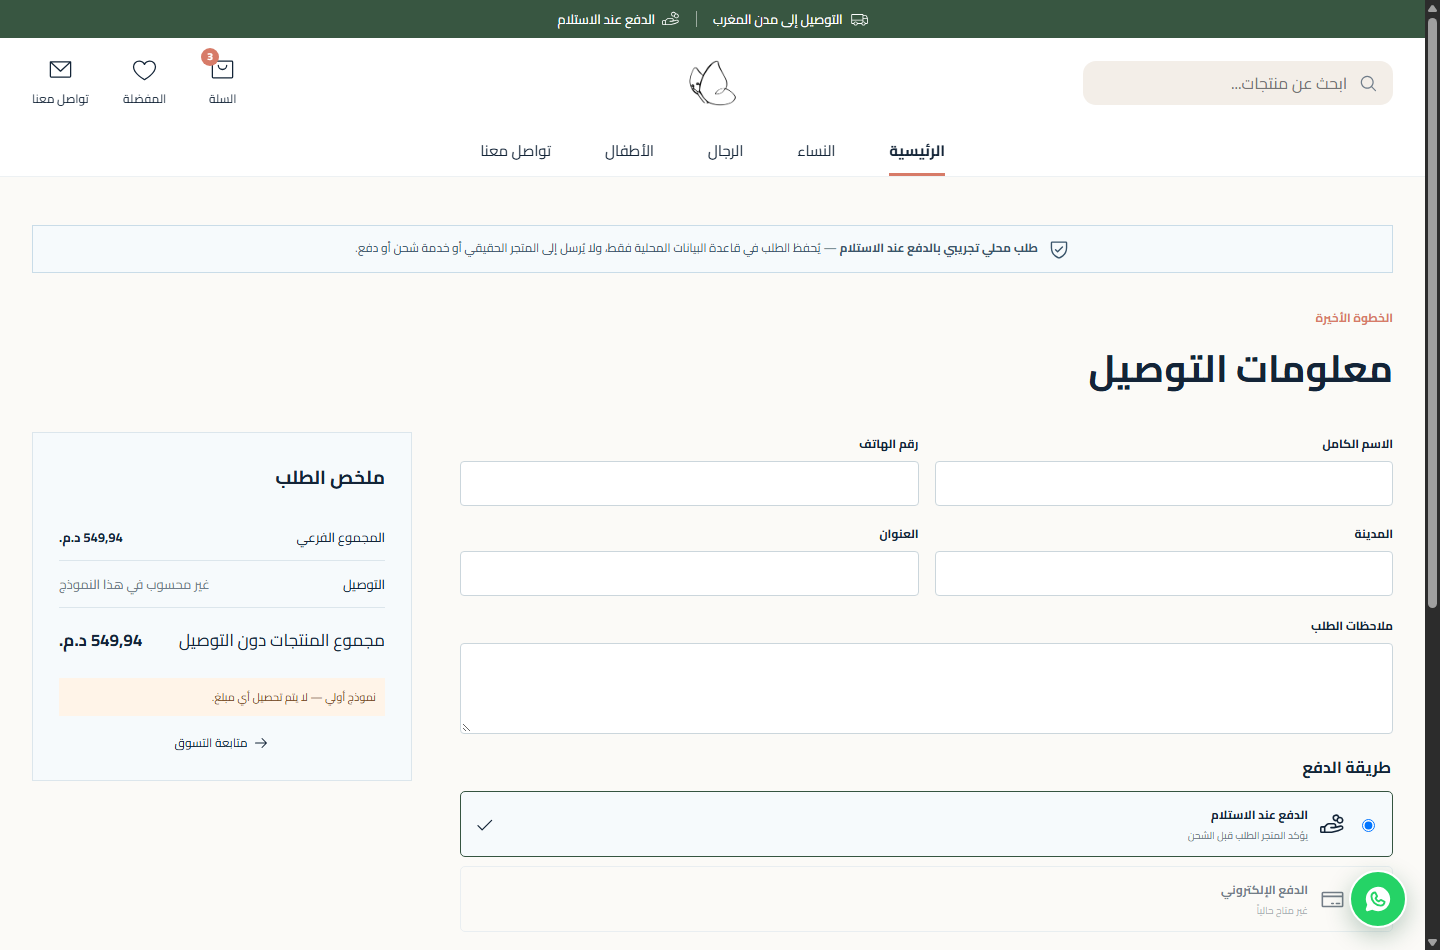 التوصيل إلى مدن المغرب
الدفع عند الاستلام
ابحث عن منتجات...
3
السلة
المفضلة
تواصل معنا
الرئيسية
النساء
الرجال
الأطفال
تواصل معنا
طلب محلي تجريبي بالدفع عند الاستلام — يُحفظ الطلب في قاعدة البيانات المحلية فقط، ولا يُرسل إلى المتجر الحقيقي أو خدمة شحن أو دفع.
الخطوة الأخيرة
معلومات التوصيل
الاسم الكامل
رقم الهاتف
المدينة
العنوان
ملاحظات الطلب
طريقة الدفع
الدفع عند الاستلام
يؤكد المتجر الطلب قبل الشحن
الدفع الإلكتروني
غير متاح حالياً
ملخص الطلب
المجموع الفرعي 549,94 د.م.
التوصيل غير محسوب في هذا النموذج
مجموع المنتجات دون التوصيل 549,94 د.م.
نموذج أولي — لا يتم تحصيل أي مبلغ.
متابعة التسوق